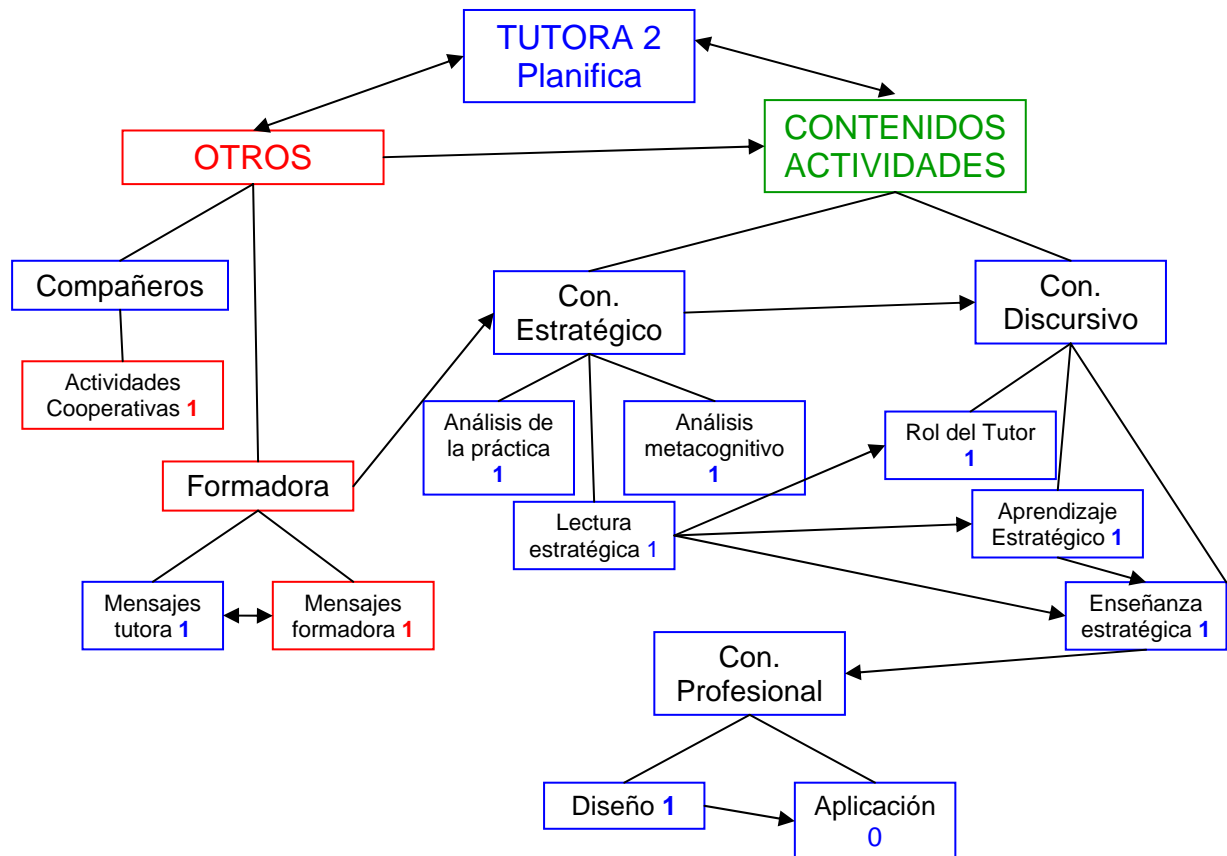 TUTORA 2
Planifica
OTROS
CONTENIDOS
ACTIVIDADES
Compañeros
Con.
Estratégico
Con.
Discursivo
Actividades
Cooperativas 1
Análisis de
la práctica
1
Análisis
metacognitivo
1
Rol del Tutor
1
Formadora
Lectura
estratégica 1
Aprendizaje
Estratégico 1
Mensajes
tutora 1
Mensajes
formadora 1
Enseñanza
estratégica 1
Con.
Profesional
Diseño 1
Aplicación
0